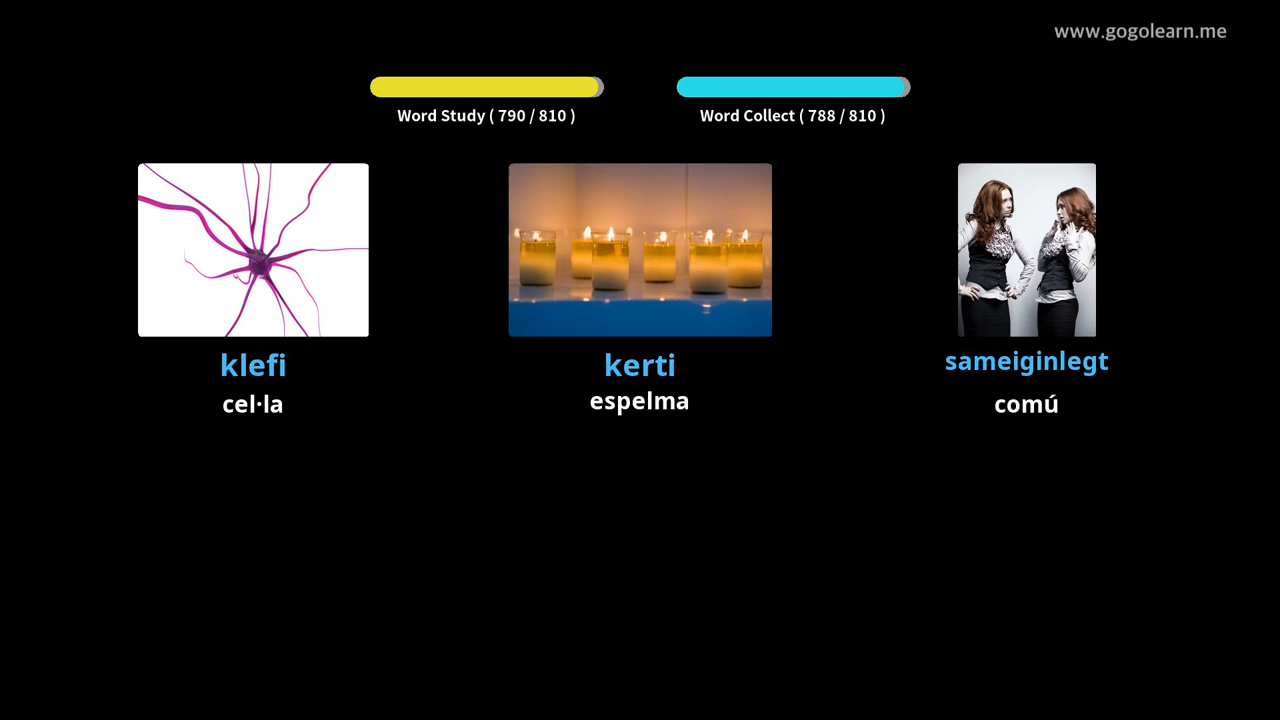 www.gogolearn.me
Word Study ( 790 / 810 )
Word Collect ( 788 / 810 )
klefi
kerti
sameiginlegt
cel·la
espelma
comú